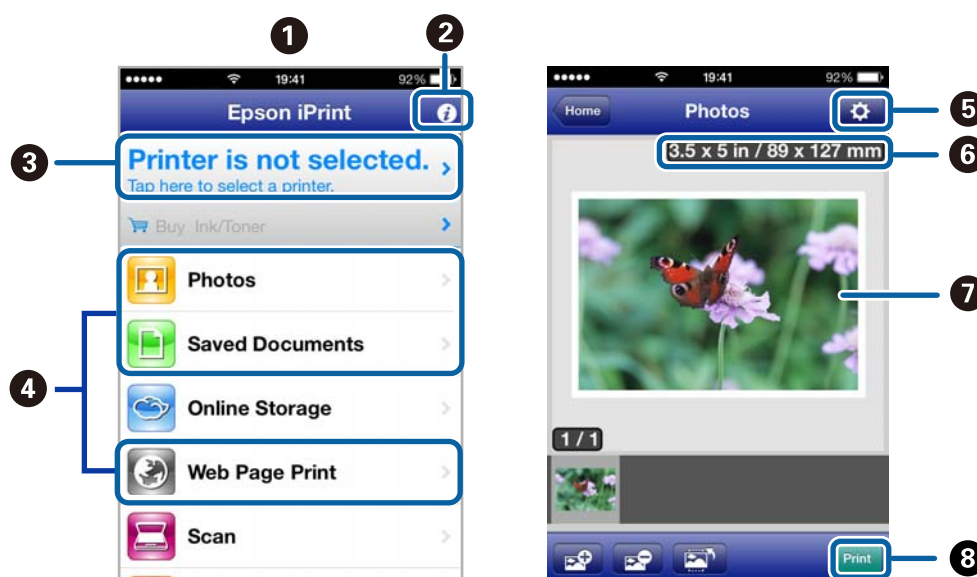 1
2
19:41
92%
Epson iPrint
i
3
Printer is not selected.
Tap here to select a printer.
Buy Ink/Toner
4
Photos
Saved Documents
Online Storage
Web Page Print
Scan
19:41
92%
Home
Photos
5
3.5 x 5 in / 89 x 127 mm
6
7
1 / 1
Print
8